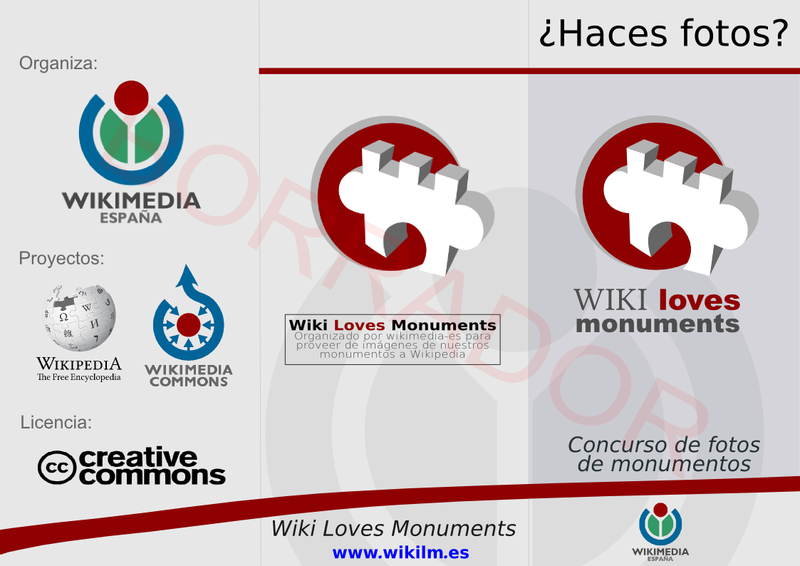 Organiza:
WIKIMEDIA
ESPAÑA
Proyectos:
WIKIPEDIA
The Free Encyclopedia
WIKIMEDIA
COMMONS
Licencia:
cc creative
commons
Wiki Loves Monuments
Organizado por wikimedia-es para
proveer de imágenes de nuestros
monumentos a Wikipedia
Wiki Loves Monuments
www.wikilm.es
¿Haces fotos?
WIKI loves
monuments
Concurso de fotos
de monumentos
WIKIMEDIA
ESPAÑA
BORRADOR